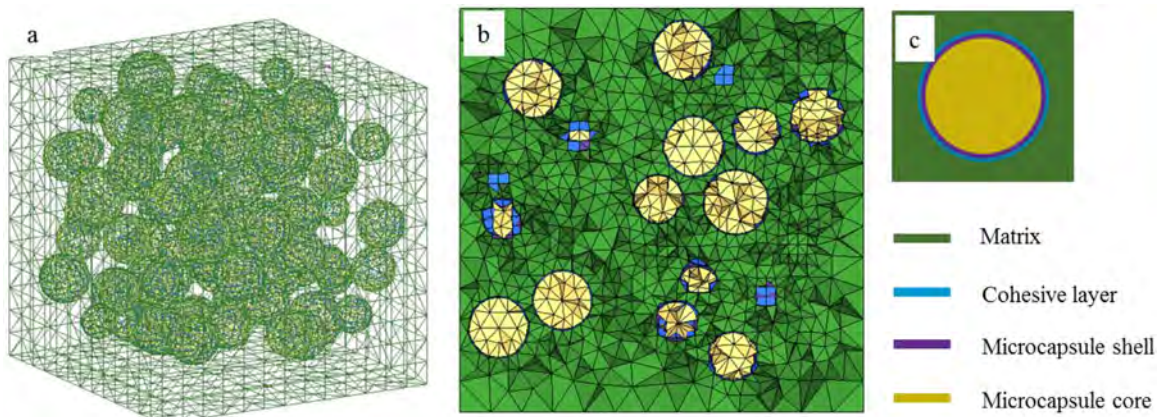 a
b
c
Matrix
Cohesive layer
Microcapsule shell
Microcapsule core